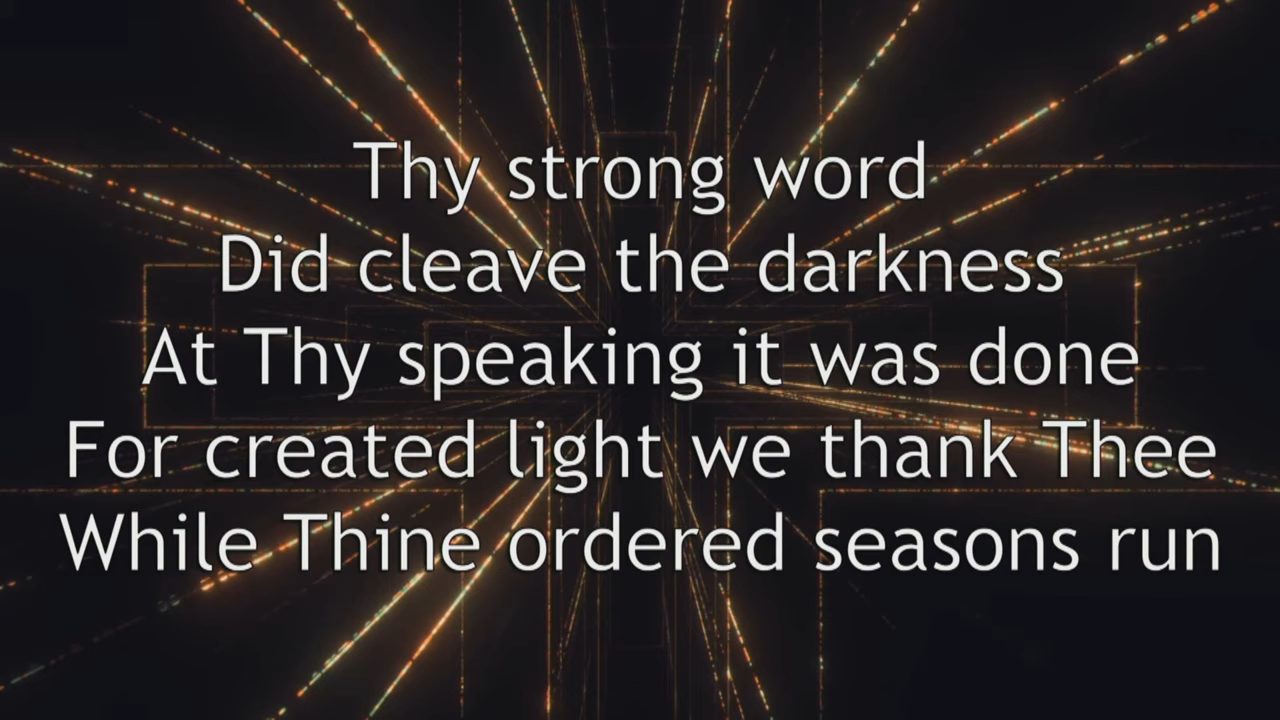 Thy strong word
Did cleave the darkness
At Thy speaking it was done
For created light we thank Thee
While Thine ordered seasons run